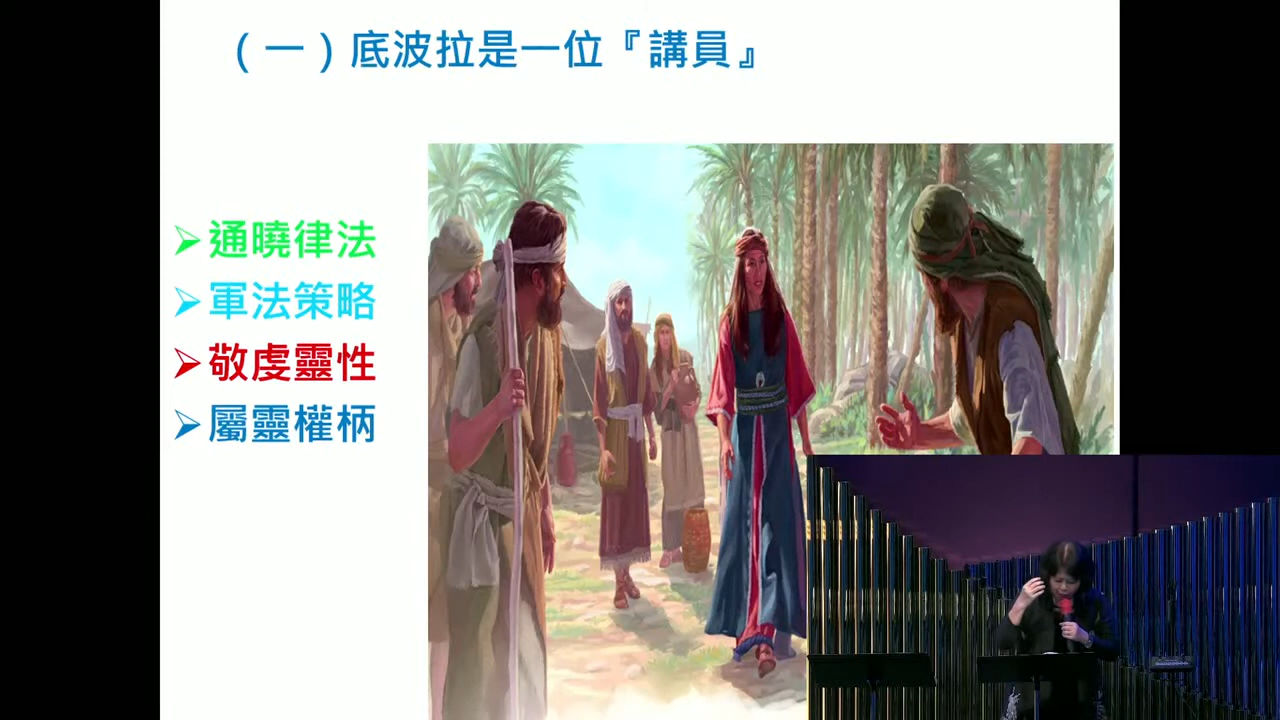 （一）底波拉是一位『講員』
➢通曉律法
➢軍法策略
➢敬虔靈性
➢屬靈權柄